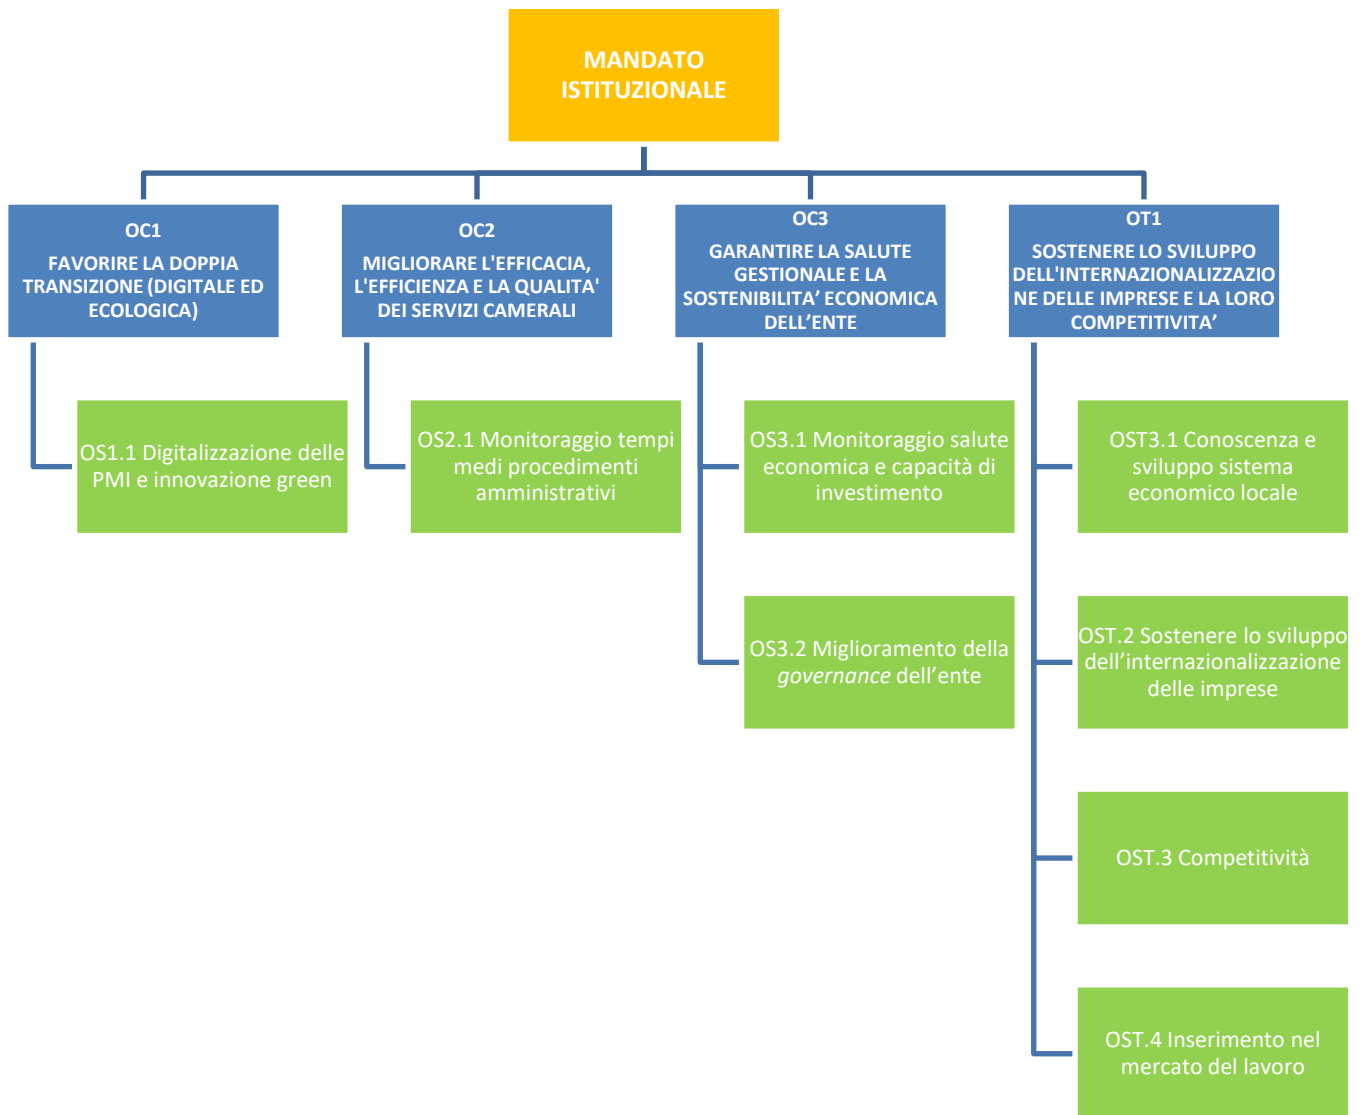 MANDATO
ISTITUZIONALE
OC1
FAVORIRE LA DOPPIA
TRANSIZIONE (DIGITALE ED
ECOLOGICA)
OS1.1 Digitalizzazione delle
PMI e innovazione green
OC2
MIGLIORARE L'EFFICACIA,
L'EFFICIENZA E LA QUALITA'
DEI SERVIZI CAMERALI
OS2.1 Monitoraggio tempi
medi procedimenti
amministrativi
OC3
GARANTIRE LA SALUTE
GESTIONALE E LA
SOSTENIBILITA’ ECONOMICA
DELL’ENTE
OS3.1 Monitoraggio salute
economica e capacità di
investimento
OS3.2 Miglioramento della
governance dell’ente
OT1
SOSTENERE LO SVILUPPO
DELL'INTERNAZIONALIZZAZIO
NE DELLE IMPRESE E LA LORO
COMPETITIVITA’
OST3.1 Conoscenza e
sviluppo sistema
economico locale
OST.2 Sostenere lo sviluppo
dell’internazionalizzazione
delle imprese
OST.3 Competitività
OST.4 Inserimento nel
mercato del lavoro